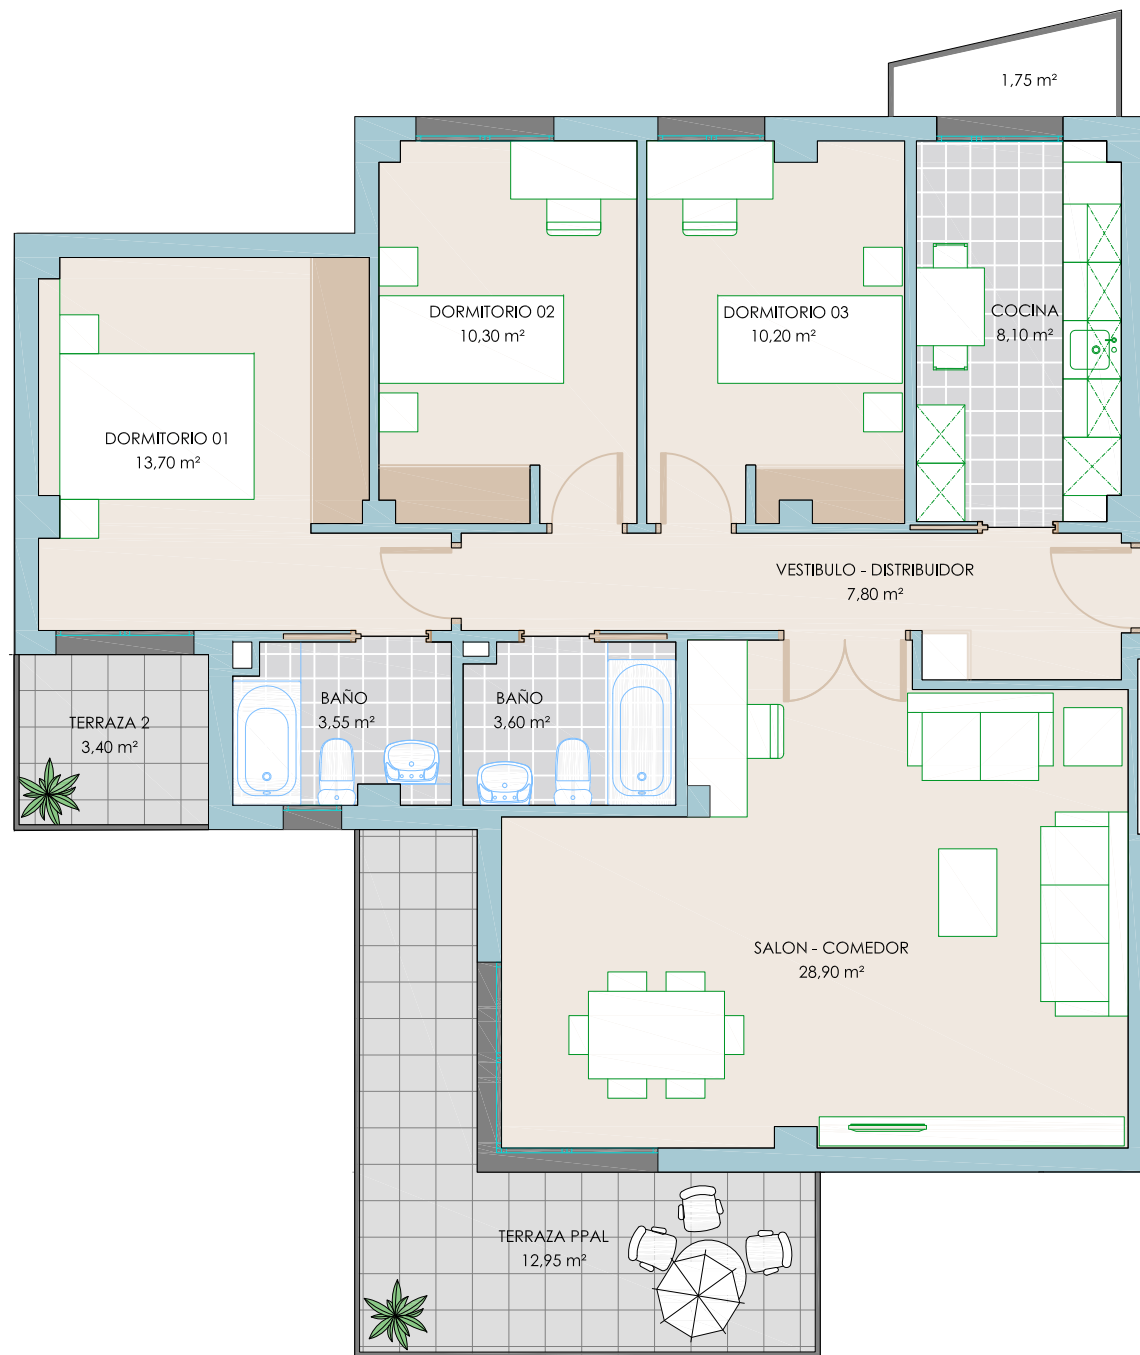 1,75 m²
DORMITORIO 02
10,30 m²
DORMITORIO 03
10,20 m²
COCINA
8,10 m²
DORMITORIO 01
13,70 m²
VESTIBULO - DISTRIBUIDOR
7,80 m²
TERRAZA 2
3,40 m²
BAÑO
3,55 m²
BAÑO
3,60 m²
SALON - COMEDOR
28,90 m²
TERRAZA PPAL
12,95 m²